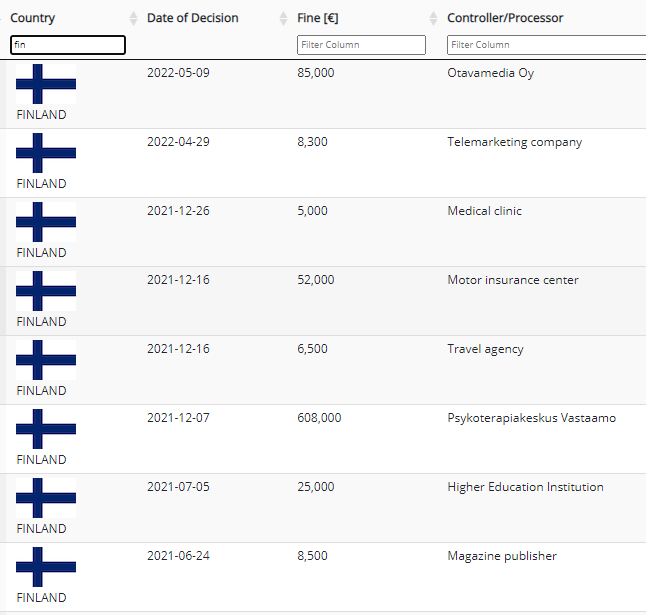 Country Date of Decision Fine [€] Controller/Processor
fin Filter Column Filter Column
2022-05-09 85,000 Otavamedia Oy
FINLAND
2022-04-29 8,300 Telemarketing company
FINLAND
2021-12-26 5,000 Medical clinic
FINLAND
2021-12-16 52,000 Motor insurance center
FINLAND
2021-12-16 6,500 Travel agency
FINLAND
2021-12-07 608,000 Psykoterapiakeskus Vastaamo
FINLAND
2021-07-05 25,000 Higher Education Institution
FINLAND
2021-06-24 8,500 Magazine publisher
FINLAND